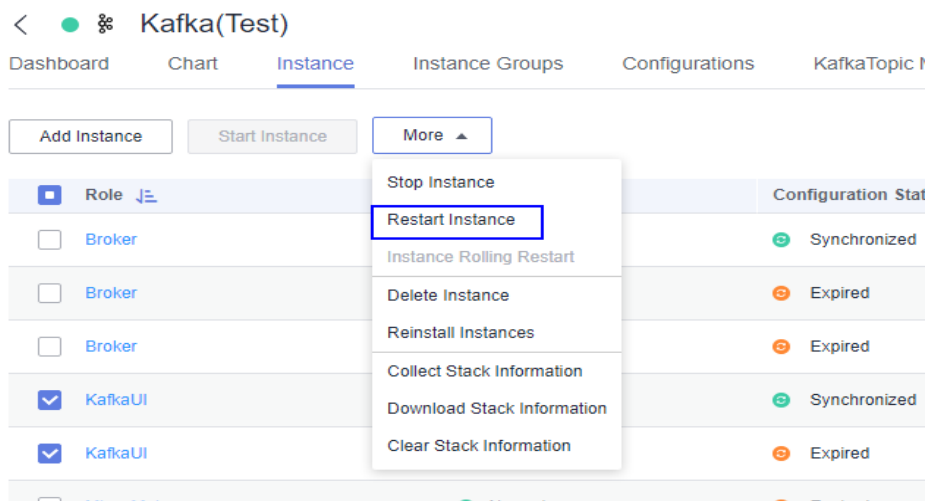 Kafka(Test)
Dashboard Chart Instance Instance Groups Configurations KafkaTopic
Add Instance Start Instance More
Stop Instance
Role Configuration Stat
Restart Instance
Broker Synchronized
Instance Rolling Restart
Broker Expired
Delete Instance
Reinstall Instances
Broker Expired
Collect Stack Information
KafkaUI Synchronized
Download Stack Information
Clear Stack Information
KafkaUI Expired